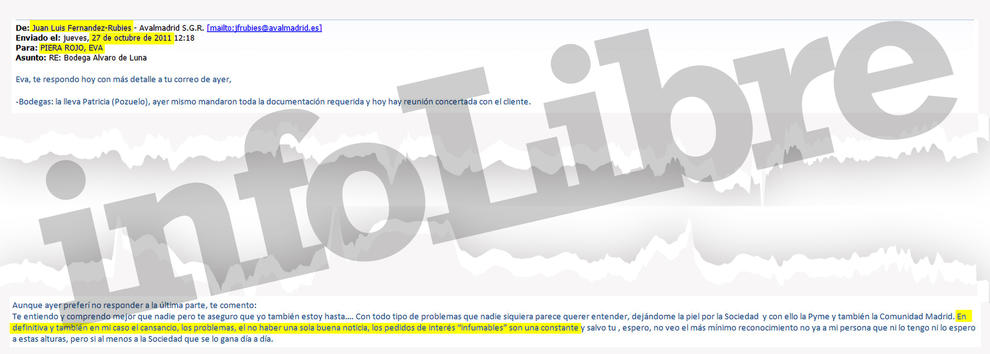 De: Juan Luis Fernandez-Rubies - Avalmadrid S.G.R. [mailto:jfrubies@avalmadrid.es]
Enviado el: jueves, 27 de octubre de 2011 12:18
Para: PIERA ROJO, EVA
Asunto: RE: Bodega Alvaro de Luna
Eva, te respondo hoy con más detalle a tu correo de ayer,
-Bodegas: la lleva Patricia (Pozuelo), ayer mismo mandaron toda la documentación requerida y hoy hay reunión concertada con el cliente.
infoLibre
Aunque ayer preferí no responder a la última parte, te comento:
Te entiendo y comprendo mejor que nadie pero te aseguro que yo también estoy hasta.... Con todo tipo de problemas que nadie siquiera parece querer entender, dejándome la piel por la Sociedad y con ello la Pyme y también la Comunidad Madrid. En
definitiva y también en mi caso el cansancio, los problemas, el no haber una sola buena noticia, los pedidos de interés "infumables" son una constante y salvo tu , espero, no veo el más mínimo reconocimiento no ya a mi persona que ni lo tengo ni lo espero
a estas alturas, pero si al menos a la Sociedad que se lo gana día a día.